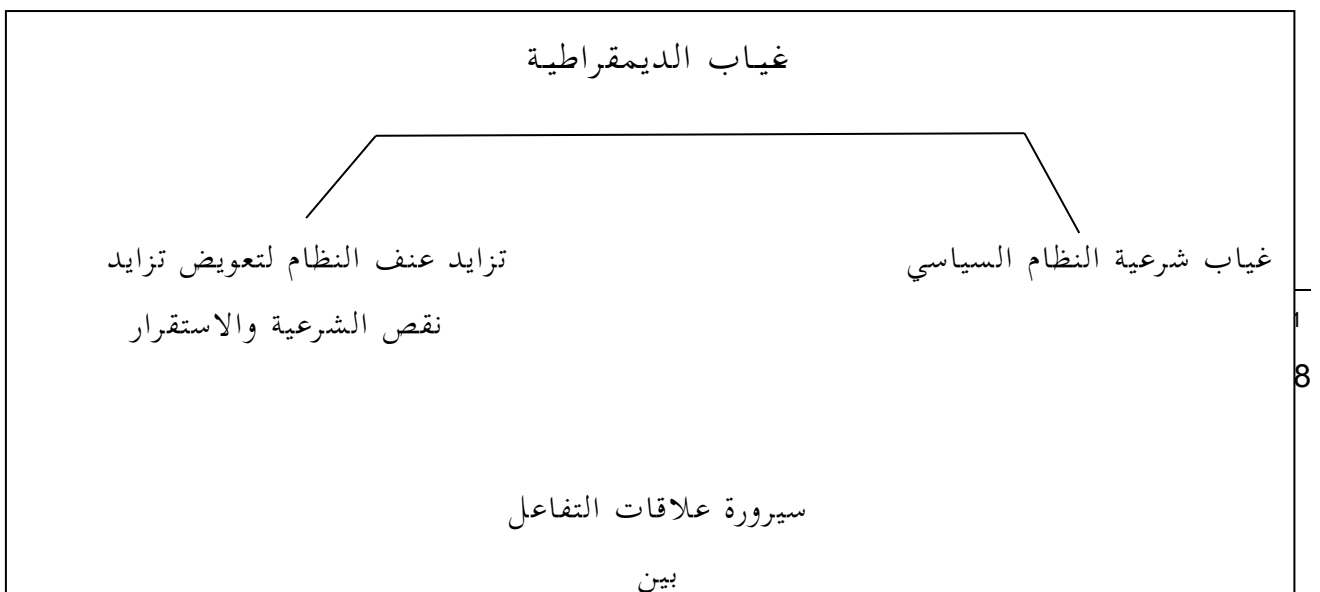 غياب الديمقراطية
غياب شرعية النظام السياسي
تزايد عنف النظام لتعويض تزايد
نقص الشرعية والاستقرار
1
8
سيرورة علاقات التفاعل
بين